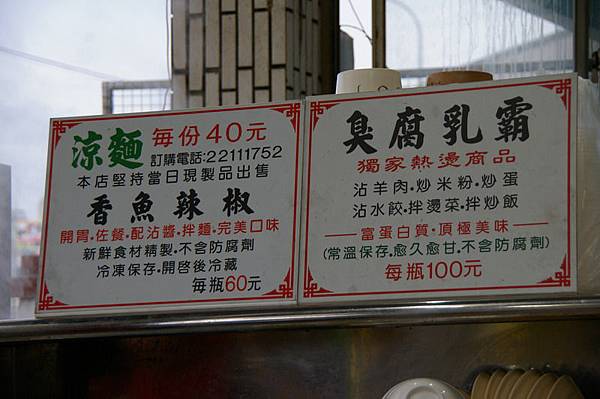 涼麵 每份40元
訂購電話:22111752
本店堅持當日現製品出售
香魚辣椒
開胃.佐餐.配沾醬.拌麵.完美口味
新鮮食材精製.不含防腐劑
冷凍保存.開啓後冷藏
每瓶60元
臭腐乳霸
獨家熱燙商品
沾羊肉.炒米粉.炒蛋
沾水餃.拌燙菜.拌炒飯
富蛋白質.頂極美味
(常溫保存.愈久愈甘.不含防腐劑)
每瓶100元